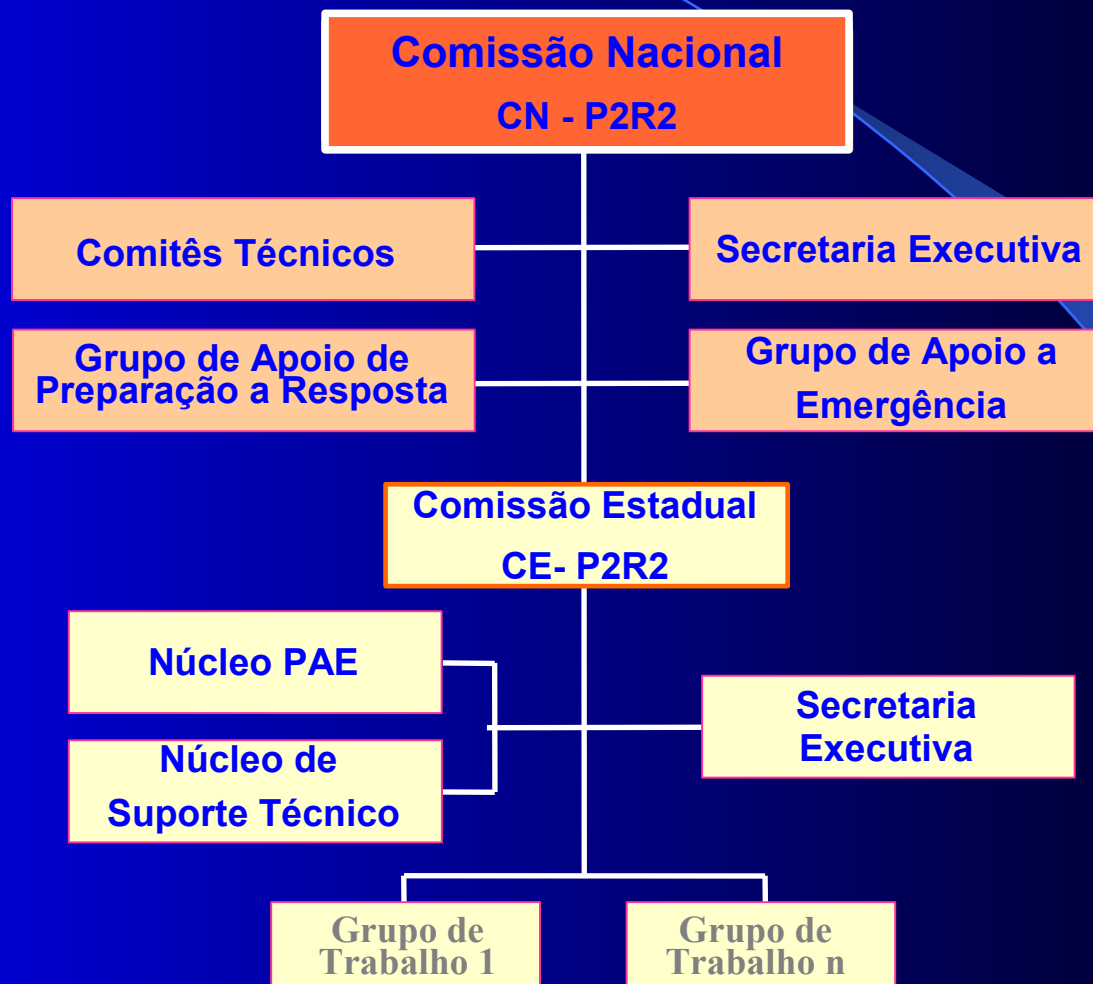 Comissão Nacional
CN - P2R2
Comitês Técnicos
Secretaria Executiva
Grupo de Apoio de
Preparação a Resposta
Grupo de Apoio a
Emergência
Comissão Estadual
CE- P2R2
Núcleo PAE
Secretaria
Executiva
Núcleo de
Suporte Técnico
Grupo de
Trabalho 1
Grupo de
Trabalho n